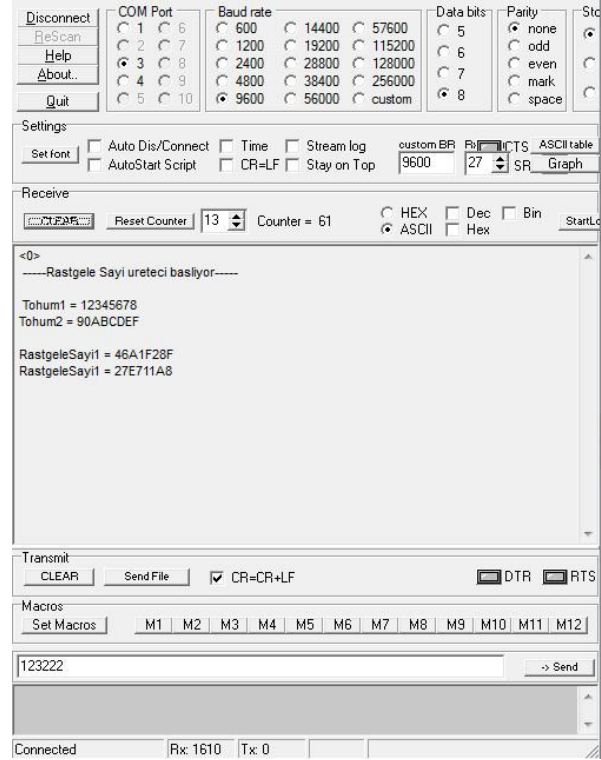 Disconnect
ReScan
Help
About..
Quit
COM Port
1 6
2 7
3 8
4 9
5 10
Baud rate
600 14400 57600
1200 19200 115200
2400 28800 128000
4800 38400 256000
9600 56000 custom
Data bits
5
6
7
8
Parity
none
odd
even
mark
space
Settings
Set font
Auto Dis/Connect Time Stream log
AutoStart Script CR=LF Stay on Top
custom BR
9600
27
CTS
ASCII table
Graph
Receive
CLEAR
Reset Counter 13 Counter = 61
HEX Dec Bin
ASCII Hex
<0>
-----Rastgele Sayi ureteci basliyor-----
Tohum1 = 12345678
Tohum2 = 90ABCDEF
RastgeleSayi1 = 46A1F28F
RastgeleSayi1 = 27E711A8
Transmit
CLEAR Send File CR=CR+LF DTR RTS
Macros
Set Macros M1 M2 M3 M4 M5 M6 M7 M8 M9 M10 M11 M12
123222 -> Send
Connected Rx: 1610 Tx: 0